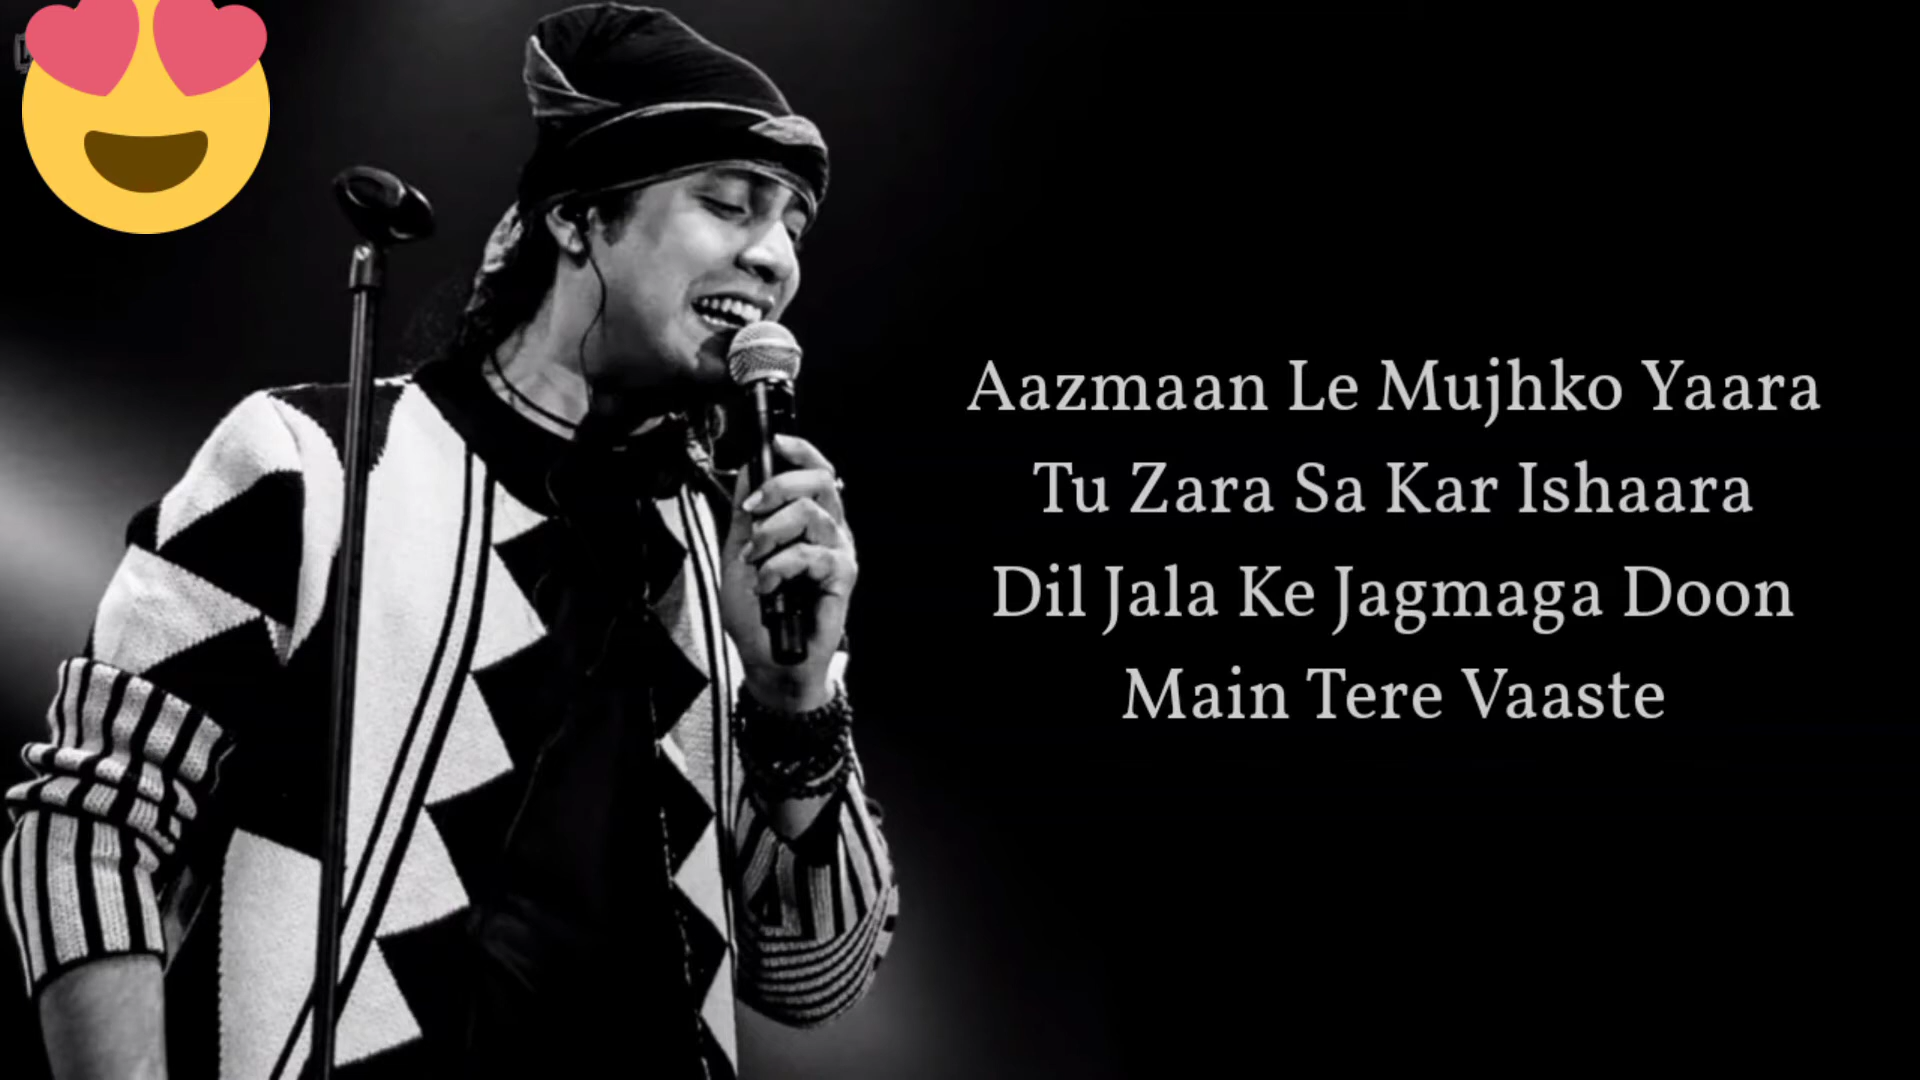 Aazmaan Le Mujhko Yaara
Tu Zara Sa Kar Ishaara
Dil Jala Ke Jagmaga Doon
Main Tere Vaaste